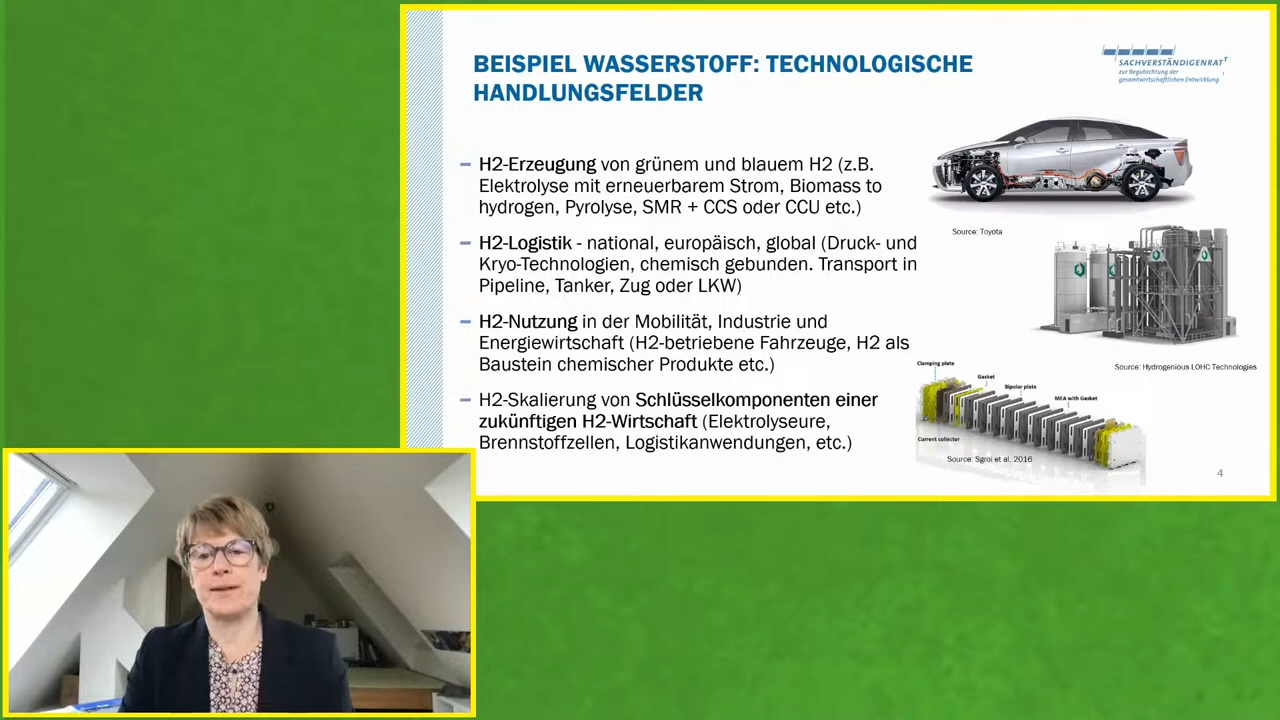 BEISPIEL WASSERSTOFF: TECHNOLOGISCHE
HANDLUNGSFELDER
SACHVERSTÄNDIGENRAT
zur Begutachtung der
gesamtwirtschaftlichen Entwicklung
– H2-Erzeugung von grünem und blauem H2 (z.B.
Elektrolyse mit erneuerbarem Strom, Biomass to
hydrogen, Pyrolyse, SMR + CCS oder CCU etc.)
Source: Toyota
– H2-Logistik - national, europäisch, global (Druck- und
Kryo-Technologien, chemisch gebunden. Transport in
Pipeline, Tanker, Zug oder LKW)
– H2-Nutzung in der Mobilität, Industrie und
Energiewirtschaft (H2-betriebene Fahrzeuge, H2 als
Baustein chemischer Produkte etc.)
Source: Hydrogenious LOHC Technologies
– H2-Skalierung von Schlüsselkomponenten einer
zukünftigen H2-Wirtschaft (Elektrolyseure,
Brennstoffzellen, Logistikanwendungen, etc.)
Clamping plate
Gasket
Bipolar plate
MEA with Gasket
Current collector
Source: Sgroi et al. 2016
4